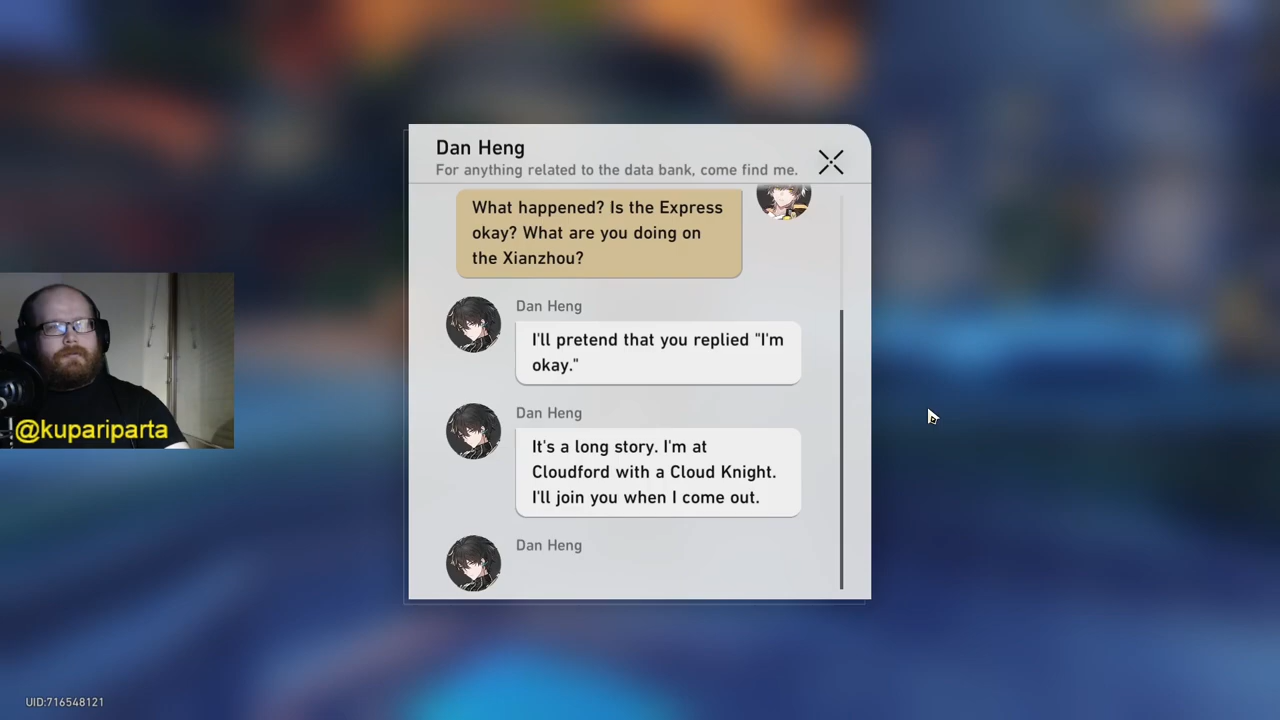 Dan Heng
For anything related to the data bank, come find me.
What happened? Is the Express
okay? What are you doing on
the Xianzhou?
Dan Heng
I'll pretend that you replied "I'm
okay."
Dan Heng
It's a long story. I'm at
Cloudford with a Cloud Knight.
I'll join you when I come out.
Dan Heng
@kupariparta
UID:716548121